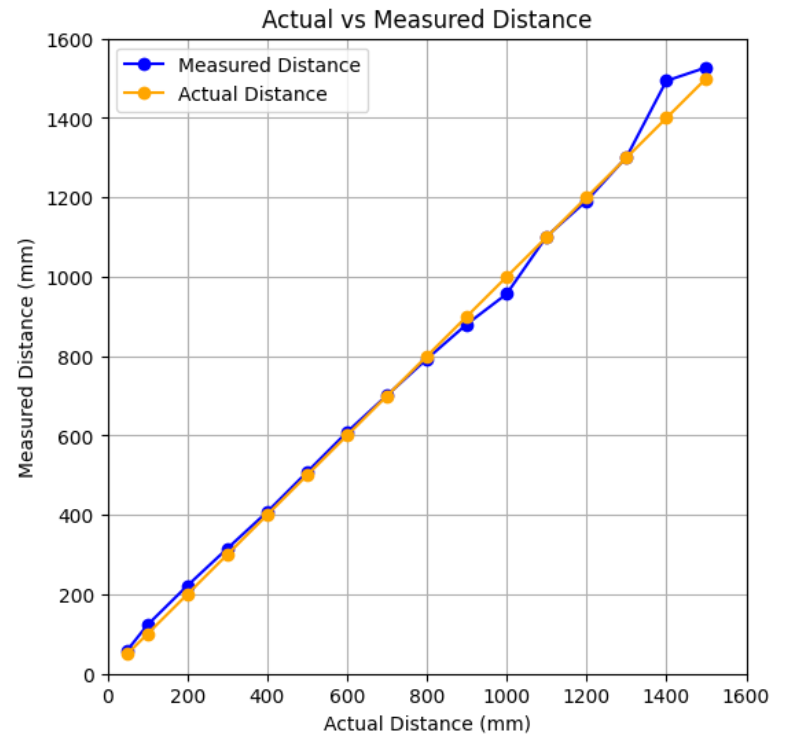 Actual vs Measured Distance
Measured Distance
Actual Distance
Measured Distance (mm)
1600
1400
1200
1000
800
600
400
200
0
0 200 400 600 800 1000 1200 1400 1600
Actual Distance (mm)